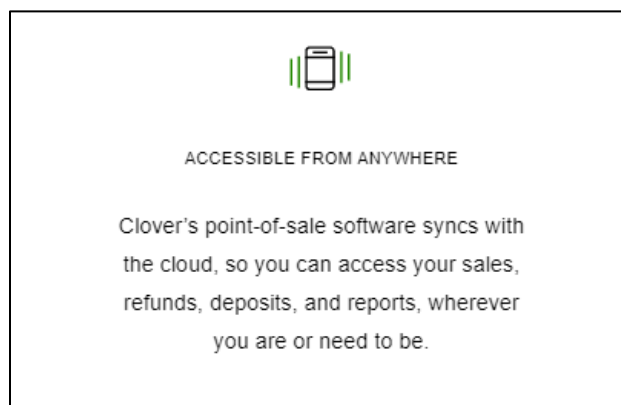 ACCESSIBLE FROM ANYWHERE
Clover's point-of-sale software syncs with
the cloud, so you can access your sales,
refunds, deposits, and reports, wherever
you are or need to be.